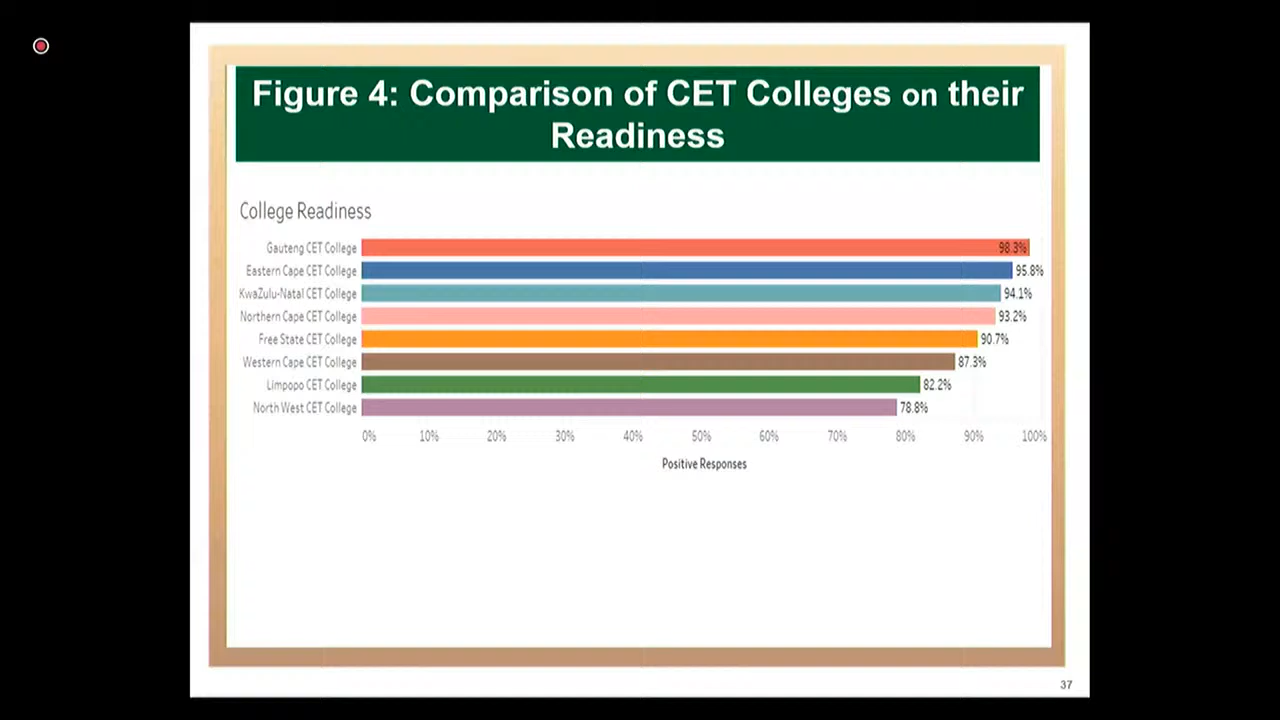 Figure 4: Comparison of CET Colleges on their
Readiness
College Readiness
Gauteng CET College 98.3%
Eastern Cape CET College 95.8%
KwaZulu-Natal CET College 94.1%
Northern Cape CET College 93.2%
Free State CET College 90.7%
Western Cape CET College 87.3%
Limpopo CET College 82.2%
North West CET College 78.8%
0% 10% 20% 30% 40% 50% 60% 70% 80% 90% 100%
Positive Responses
37